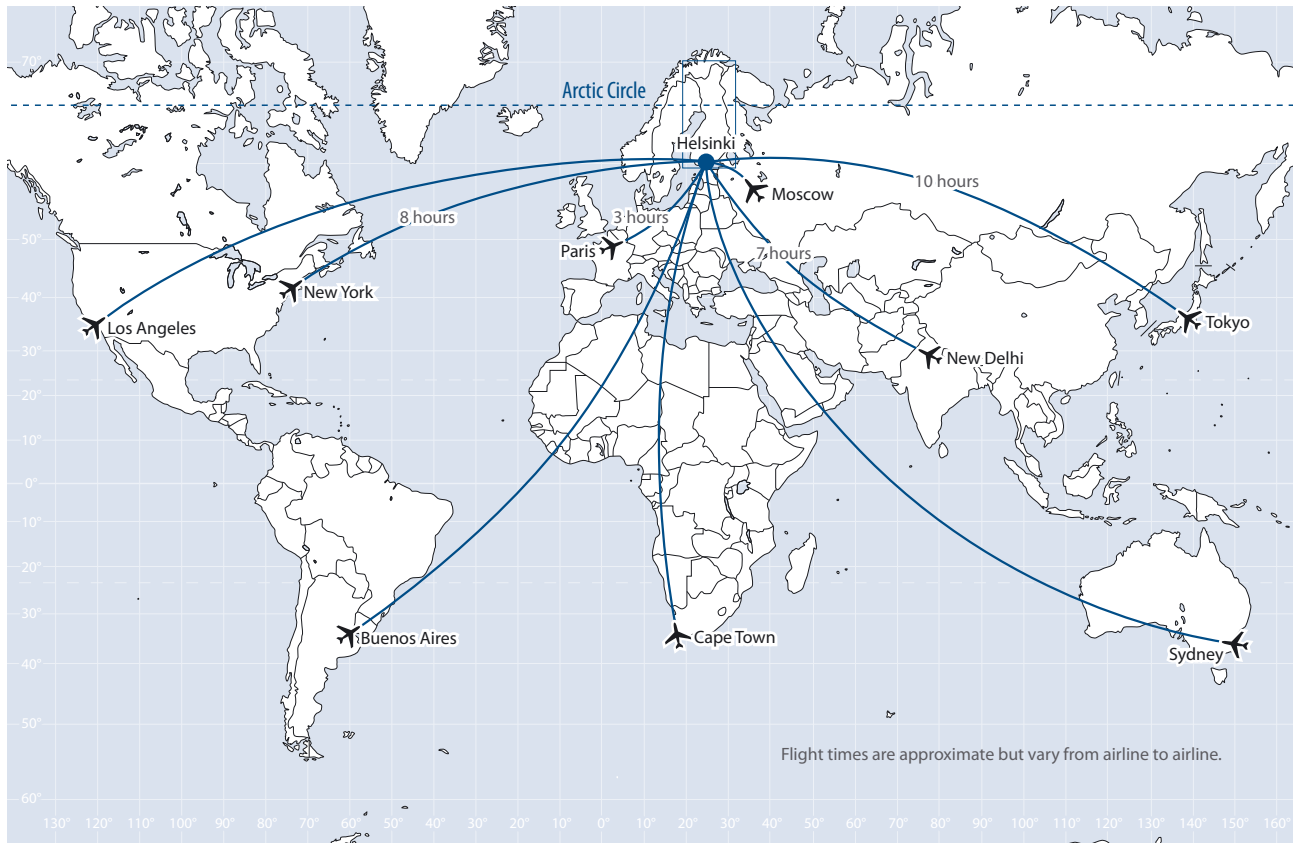 70°
Arctic Circle
Helsinki
Moscow
10 hours
8 hours
3 hours
50°
Paris
7 hours
40°
New York
Los Angeles
Tokyo
30°
New Delhi
20°
10°
0°
10°
20°
30°
Buenos Aires
Cape Town
Sydney
40°
50°
Flight times are approximate but vary from airline to airline.
60°
130° 120° 100° 90° 80° 70° 60° 50° 40° 30° 20° 10° 0° 10° 20° 30° 40° 50° 60° 70° 80° 90° 100° 110° 120° 130° 140° 150° 160°